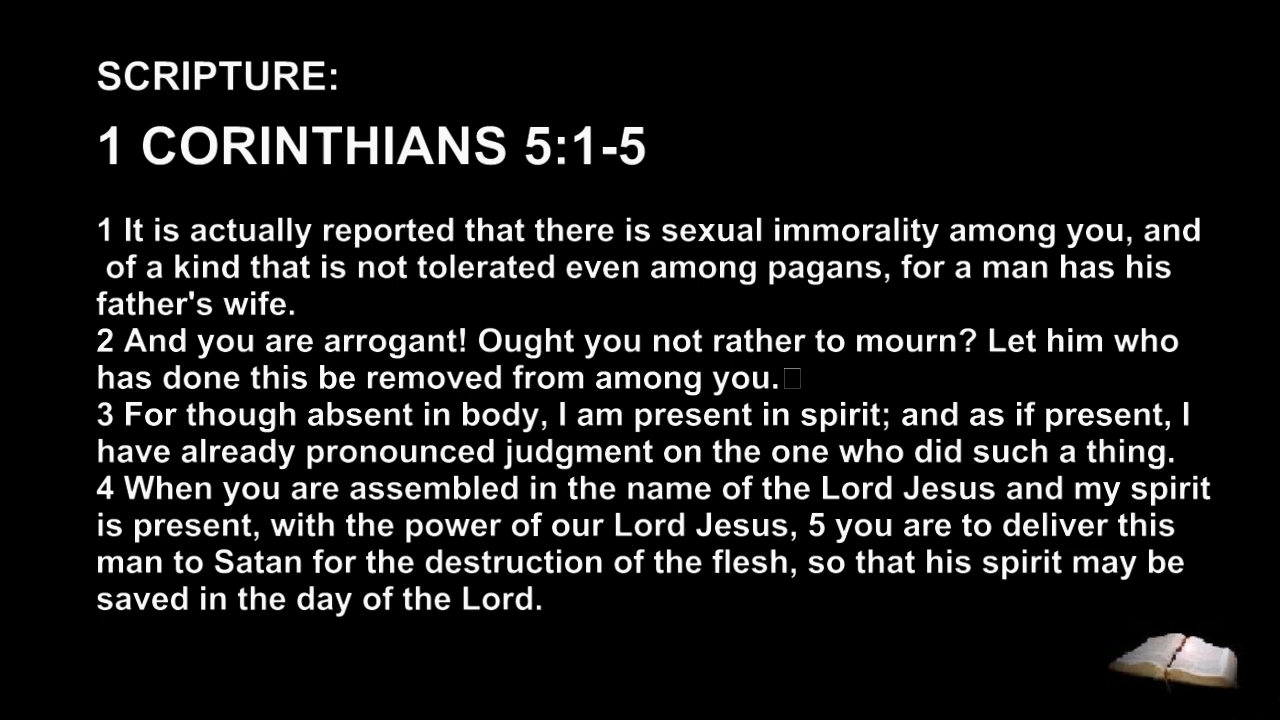 SCRIPTURE:
1 CORINTHIANS 5:1-5
1 It is actually reported that there is sexual immorality among you, and
of a kind that is not tolerated even among pagans, for a man has his
father's wife.
2 And you are arrogant! Ought you not rather to mourn? Let him who
has done this be removed from among you.
3 For though absent in body, I am present in spirit; and as if present, I
have already pronounced judgment on the one who did such a thing.
4 When you are assembled in the name of the Lord Jesus and my spirit
is present, with the power of our Lord Jesus, 5 you are to deliver this
man to Satan for the destruction of the flesh, so that his spirit may be
saved in the day of the Lord.